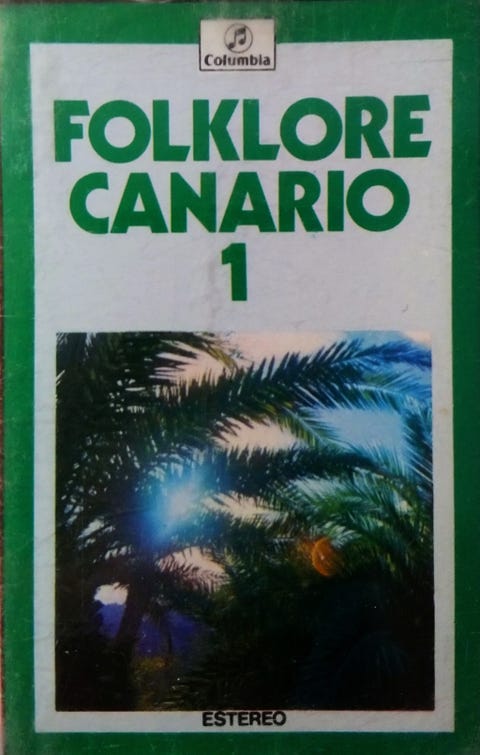 Columbia
FOLKLORE
CANARIO
1
ESTEREO